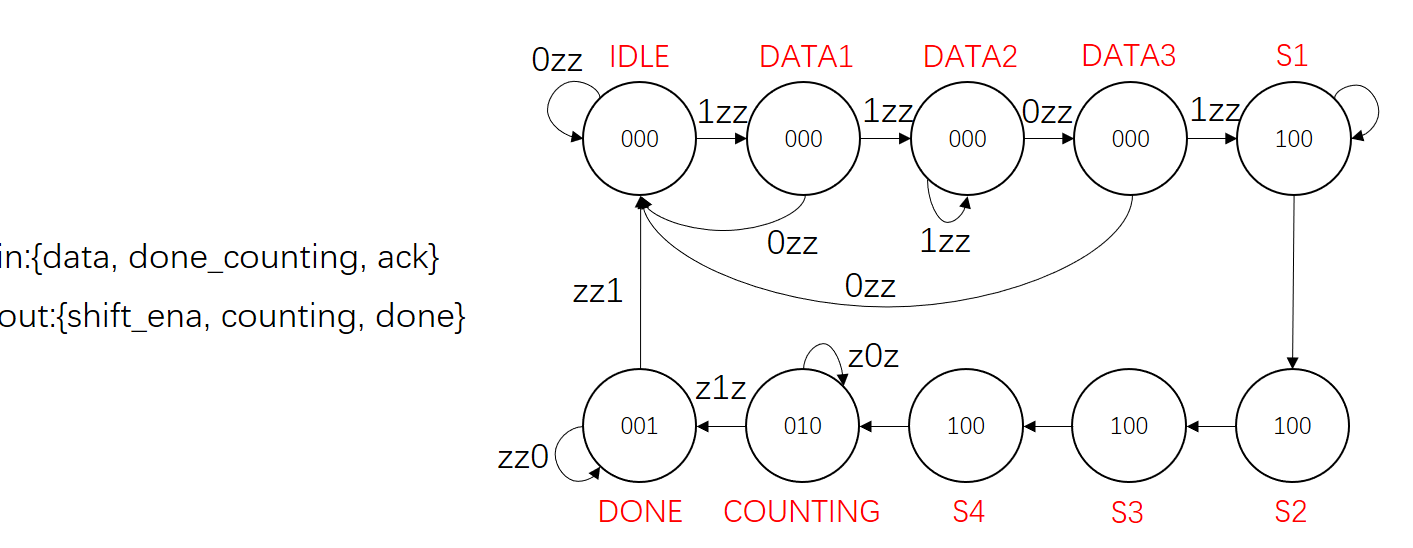 0zz IDLE DATA1 DATA2 DATA3 S1
1zz 1zz 0zz 1zz
000 000 000 000 100
0zz 1zz
in:{data, done_counting, ack}
zz1 0zz
out:{shift_ena, counting, done}
z0z
z1z
001 010 100 100 100
zz0
DONE COUNTING S4 S3 S2